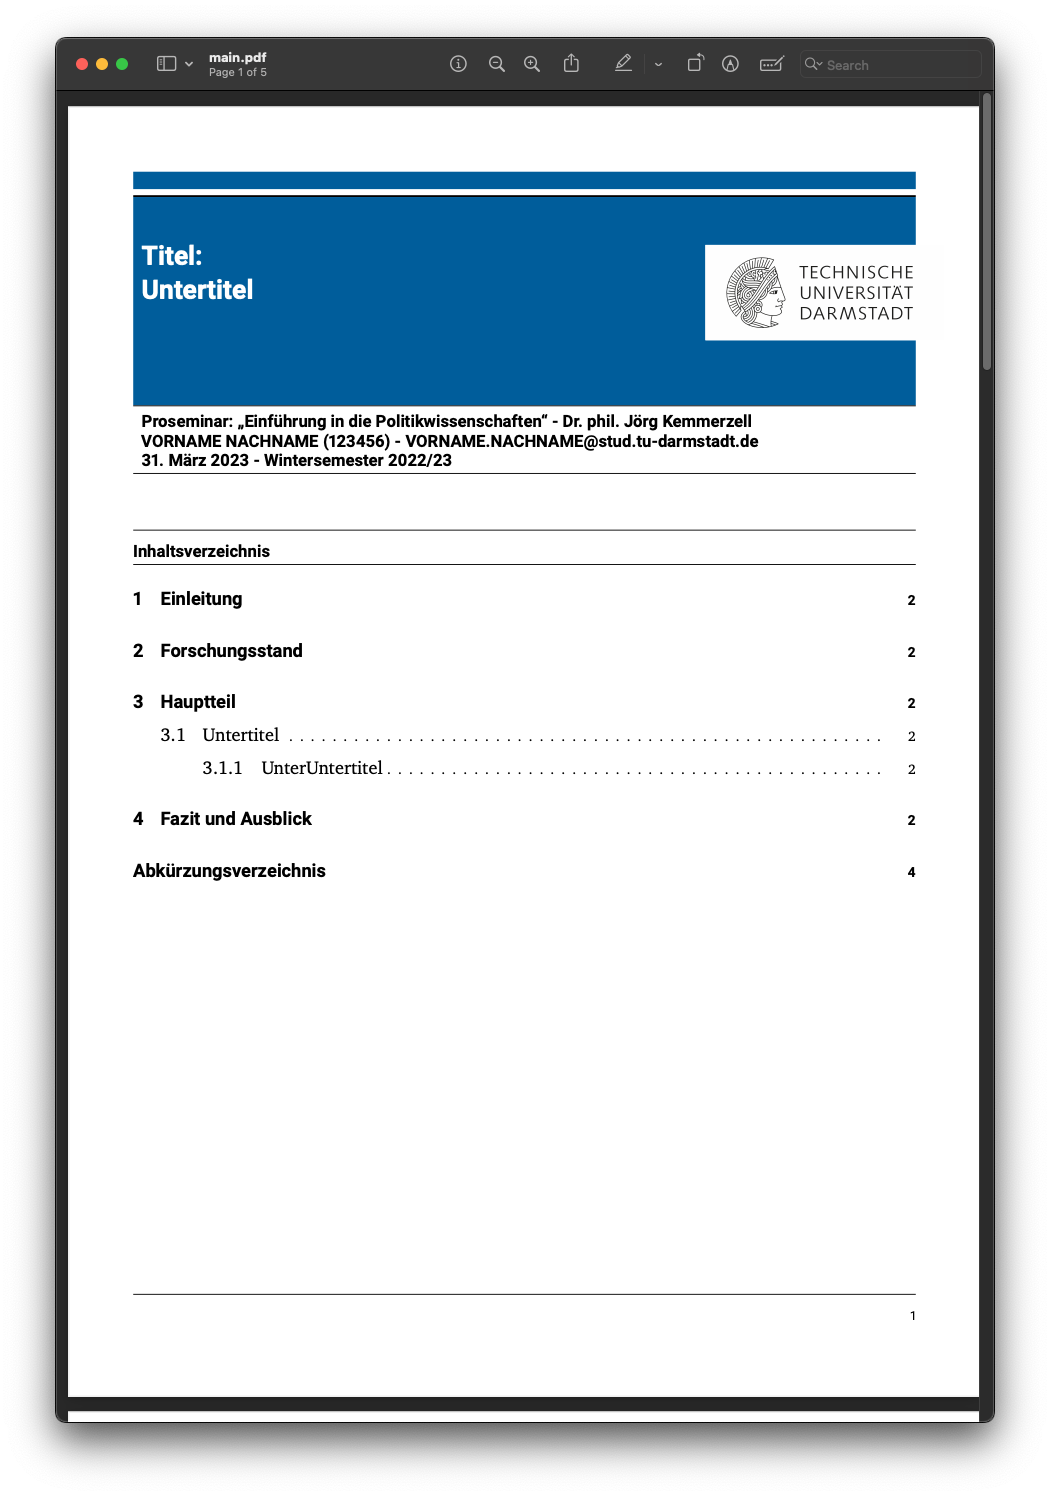 main.pdf
Page 1 of 5
Search
Titel:
Untertitel
TECHNISCHE
UNIVERSITÄT
DARMSTADT
Proseminar: „Einführung in die Politikwissenschaften“ - Dr. phil. Jörg Kemmerzell
VORNAME NACHNAME (123456) - VORNAME.NACHNAME@stud.tu-darmstadt.de
31. März 2023 - Wintersemester 2022/23
Inhaltsverzeichnis
1 Einleitung 2
2 Forschungsstand 2
3 Hauptteil 2
3.1 Untertitel . . . . . . . . . . . . . . . . . . . . . . . . . . . . . . . . . . . . . . . . . . . . . . . . . . . . . . . 2
3.1.1 UnterUntertitel . . . . . . . . . . . . . . . . . . . . . . . . . . . . . . . . . . . . . . . . . . . . . . 2
4 Fazit und Ausblick 2
Abkürzungsverzeichnis 4
1